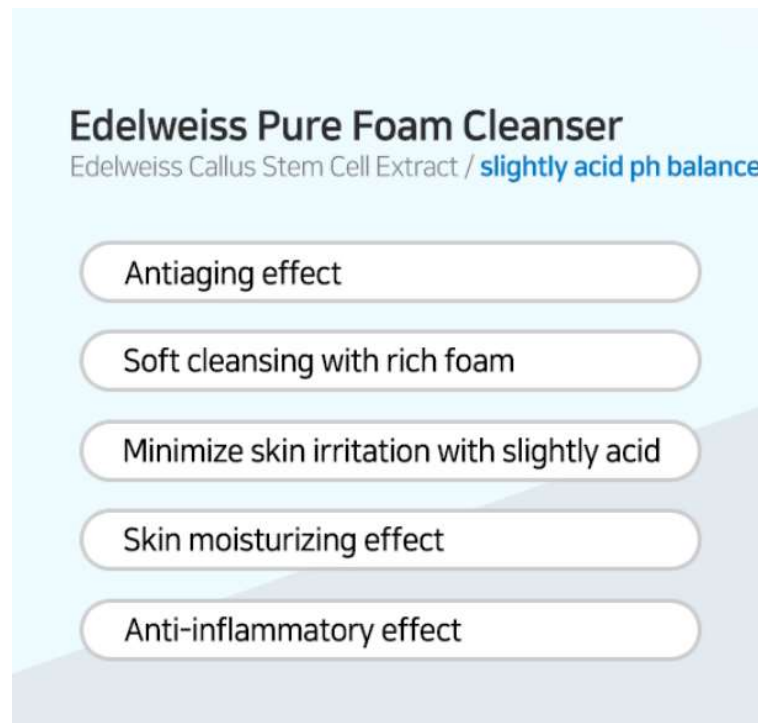 Edelweiss Pure Foam Cleanser
Edelweiss Callus Stem Cell Extract / slightly acid ph balance
Antiaging effect
Soft cleansing with rich foam
Minimize skin irritation with slightly acid
Skin moisturizing effect
Anti-inflammatory effect